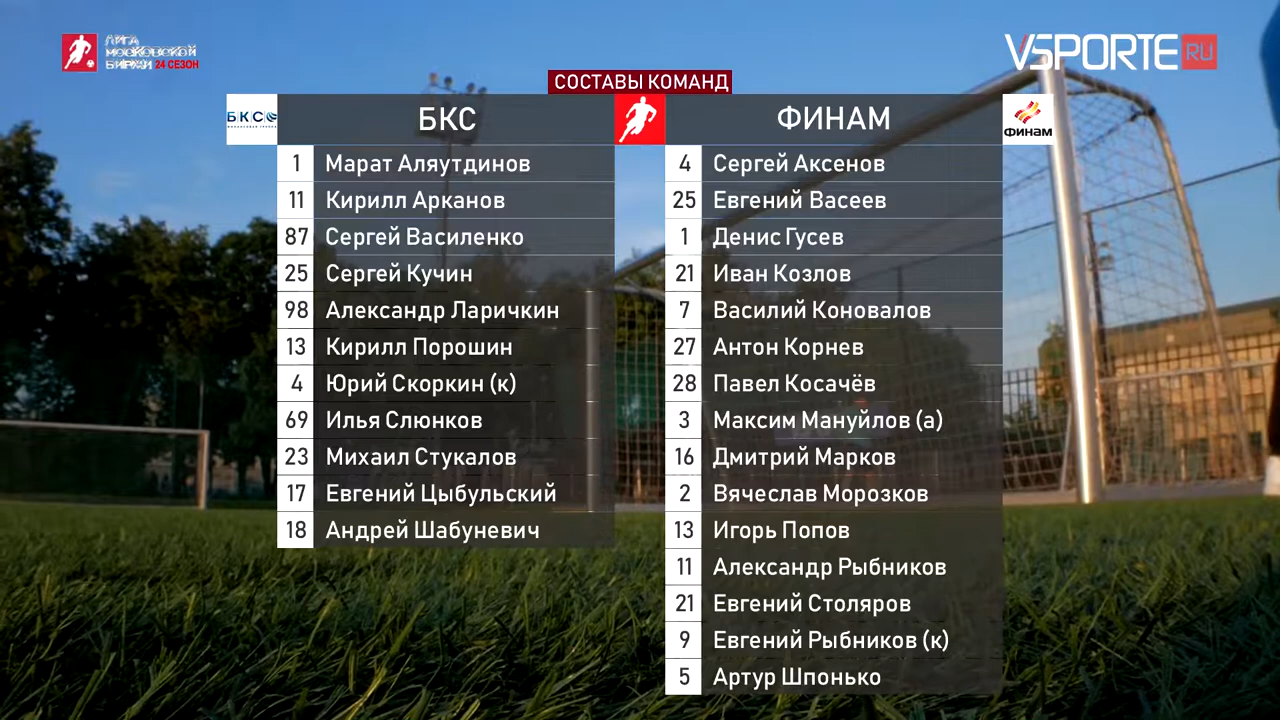 ЛИГА
МОСКОВСКОЙ
БИРЖИ 24 СЕЗОН
VSPORTE RU
СОСТАВЫ КОМАНД
БКС
ФИНАНСОВАЯ ГРУППА
БКС
ФИНАМ
ФИНАМ
1 Марат Аляутдинов
11 Кирилл Арканов
87 Сергей Василенко
25 Сергей Кучин
98 Александр Ларичкин
13 Кирилл Порошин
4 Юрий Скоркин (к)
69 Илья Слюнков
23 Михаил Стукалов
17 Евгений Цыбульский
18 Андрей Шабуневич
4 Сергей Аксенов
25 Евгений Васеев
1 Денис Гусев
21 Иван Козлов
7 Василий Коновалов
27 Антон Корнев
28 Павел Косачёв
3 Максим Мануйлов (а)
16 Дмитрий Марков
2 Вячеслав Морозков
13 Игорь Попов
11 Александр Рыбников
21 Евгений Столяров
9 Евгений Рыбников (к)
5 Артур Шпонько